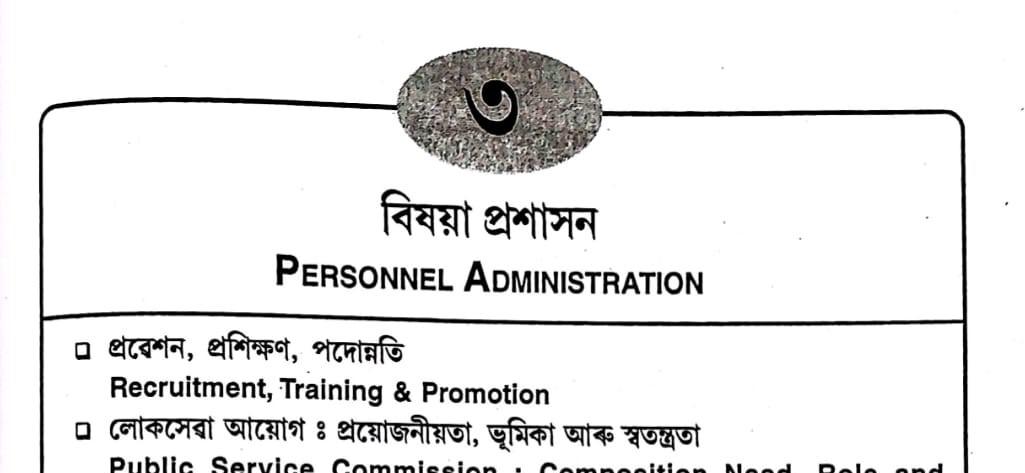 ৩
বিষয়া প্ৰশাসন
PERSONNEL ADMINISTRATION
❑ প্ৰৱেশন, প্ৰশিক্ষণ, পদোন্নতি
Recruitment, Training & Promotion
❑ লোকসেৱা আয়োগ ঃ প্ৰয়োজনীয়তা, ভূমিকা আৰু স্বতন্ত্ৰতা
Public Service Commission : Composition Need, Role and